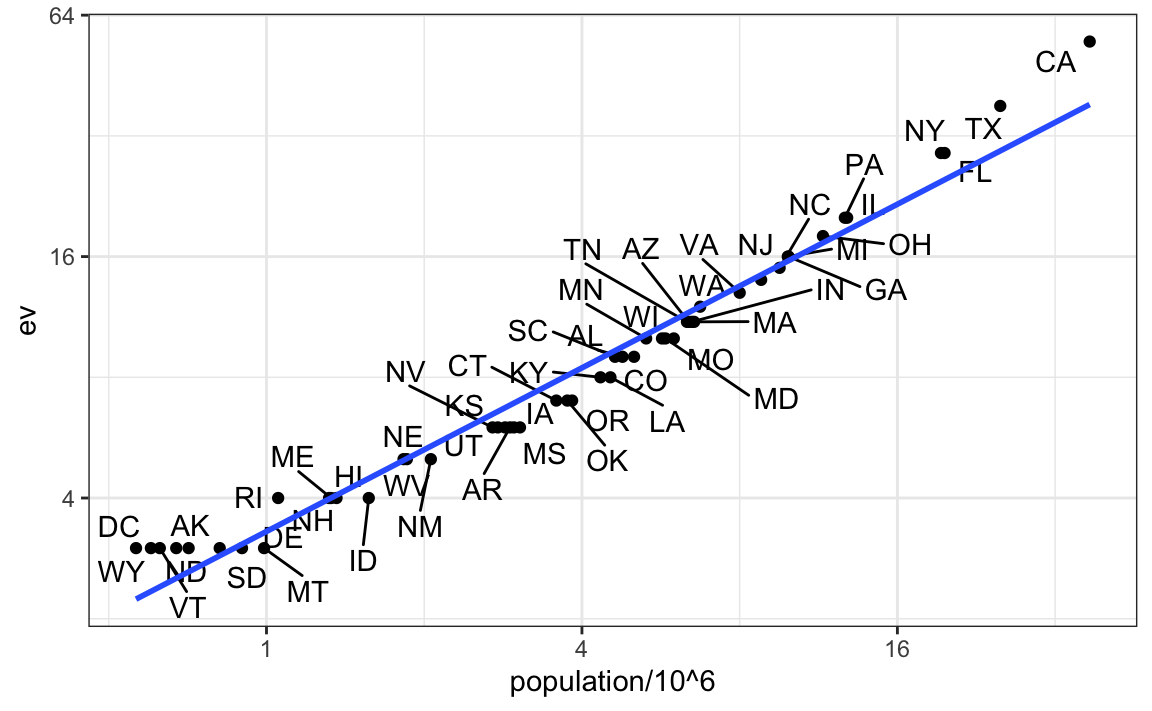 64
CA
NY
TX
FL
PA
IL
NC
TN
AZ
VA
NJ
MI
OH
16
MN
WA
IN
GA
SC
AL
WI
MA
NV
CT
KY
CO
MO
MD
KS
IA
OR
LA
NE
UT
MS
OK
ME
HI
WV
AR
4
RI
NH
NM
DC
AK
DE
ID
WY
ND
SD
MT
VT
ev
1
4
16
population/10^6